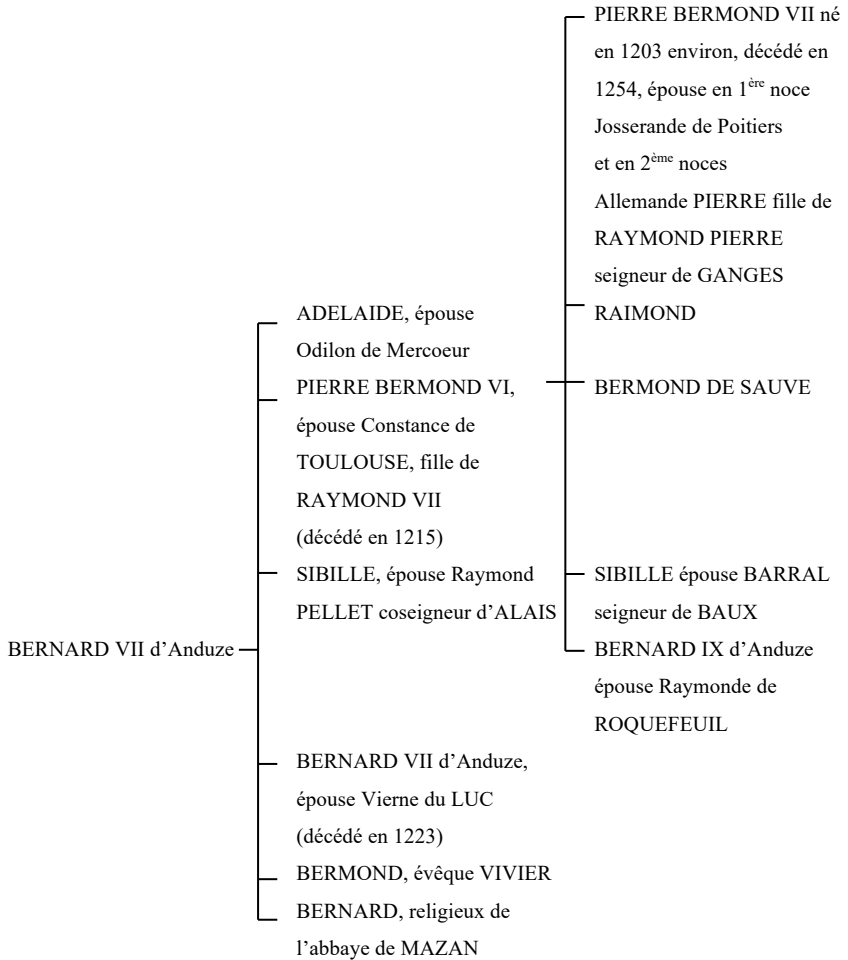 BERNARD VII d’Anduze
ADELAIDE, épouse
Odilon de Mercoeur
PIERRE BERMOND VI,
épouse Constance de
TOULOUSE, fille de
RAYMOND VII
(décédé en 1215)
SIBILLE, épouse Raymond
PELLET coseigneur d’ALAIS
BERNARD VII d’Anduze,
épouse Vierne du LUC
(décédé en 1223)
BERMOND, évêque VIVIER
BERNARD, religieux de
l’abbaye de MAZAN
PIERRE BERMOND VII né
en 1203 environ, décédé en
1254, épouse en 1ère noce
Josserande de Poitiers
et en 2ème noces
Allemande PIERRE fille de
RAYMOND PIERRE
seigneur de GANGES
RAIMOND
BERMOND DE SAUVE
SIBILLE épouse BARRAL
seigneur de BAUX
BERNARD IX d’Anduze
épouse Raymonde de
ROQUEFEUIL